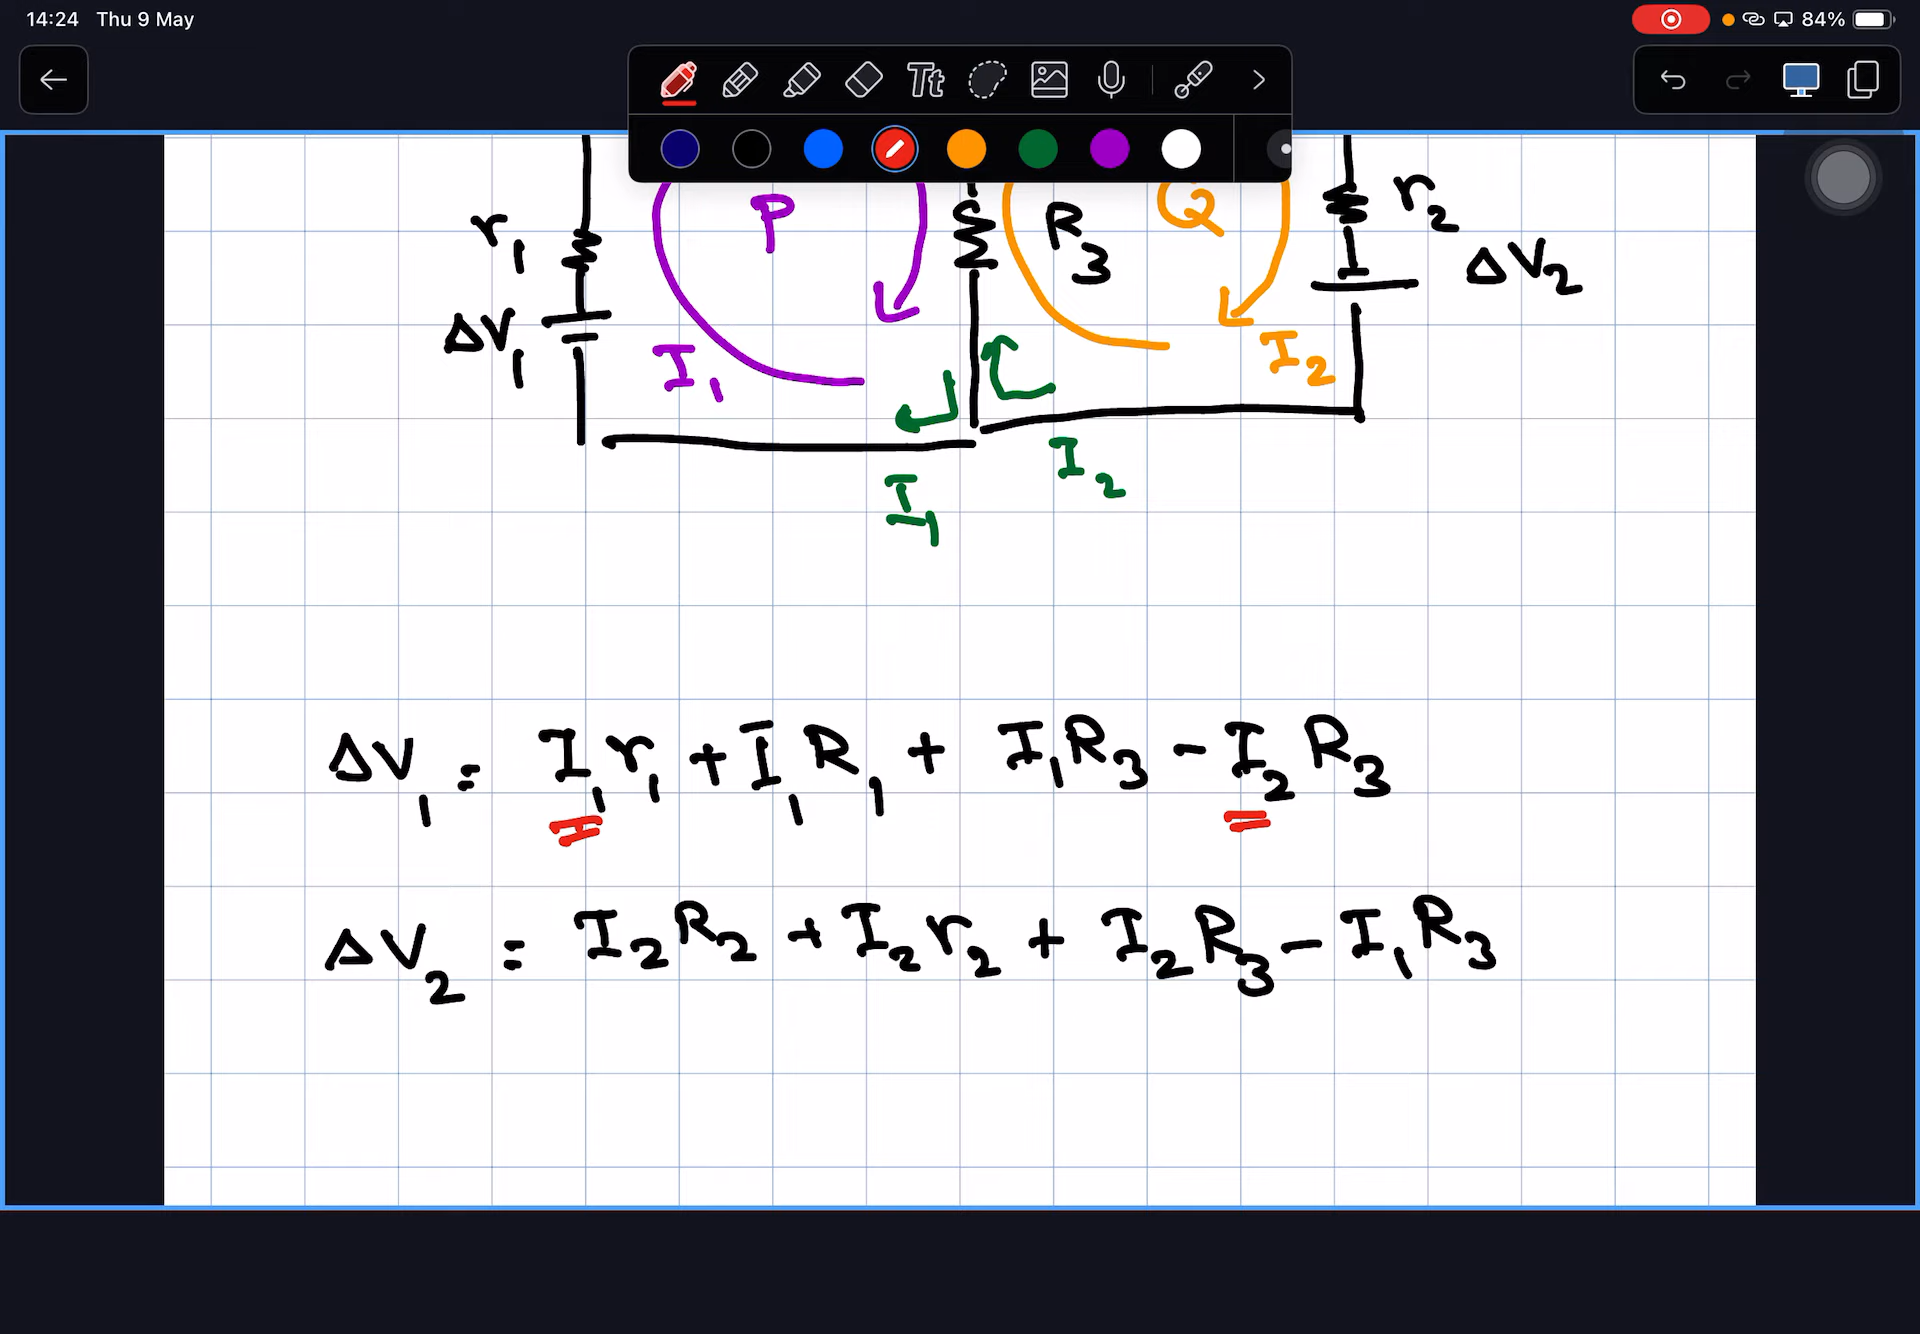 14:24 Thu 9 May 84%
Tt
P
Q
r₁
R₃
r₂
ΔV₁
ΔV₂
I₁
I₂
I₂
I₁
ΔV₁ = I₁r₁ + I₁R₁ + I₁R₃ - I₂R₃
ΔV₂ = I₂R₂ + I₂r₂ + I₂R₃ - I₁R₃